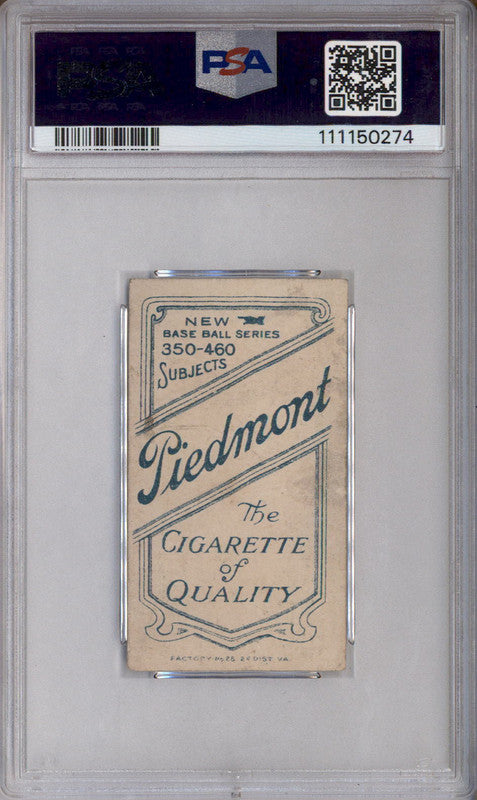 PSA
111150274
NEW
BASE BALL SERIES
350-460
SUBJECTS
Piedmont
The
CIGARETTE
of
QUALITY
FACTORY No 25 2D DIST. VA.